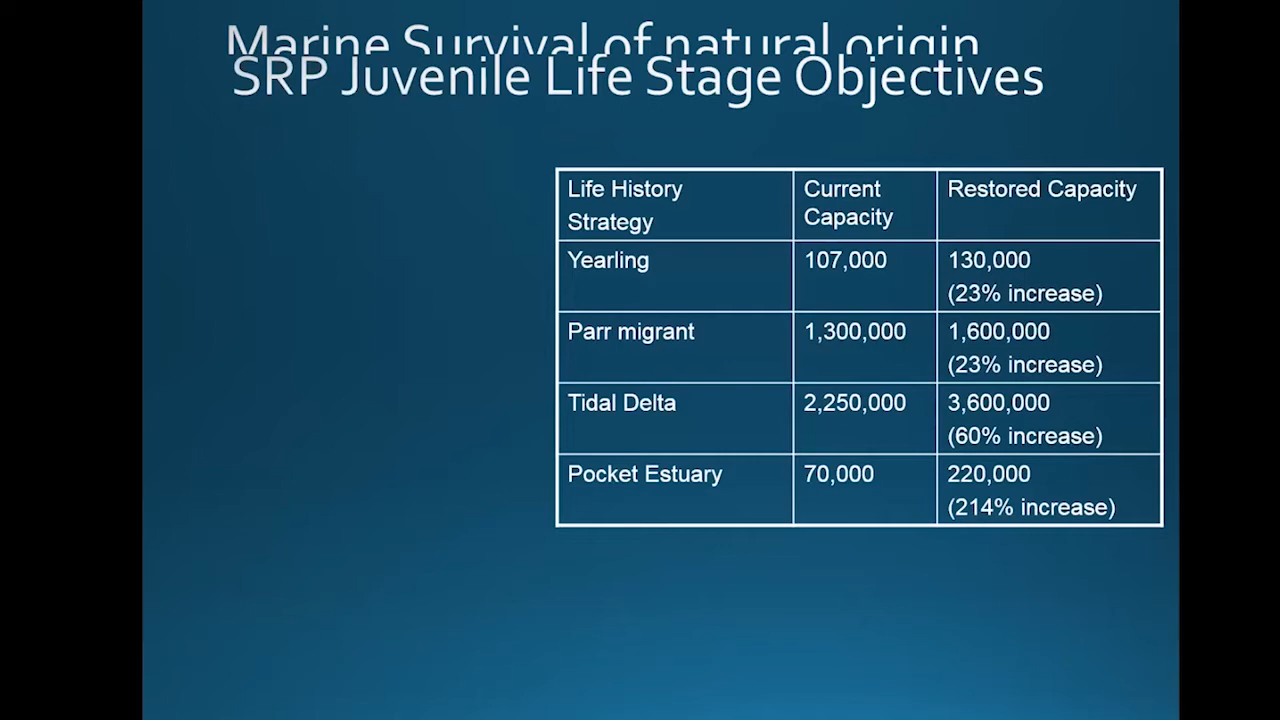 Marine Survival of natural origin
SRP Juvenile Life Stage Objectives
Life History
Strategy
Current
Capacity
Restored Capacity
Yearling
107,000
130,000
(23% increase)
Parr migrant
1,300,000
1,600,000
(23% increase)
Tidal Delta
2,250,000
3,600,000
(60% increase)
Pocket Estuary
70,000
220,000
(214% increase)